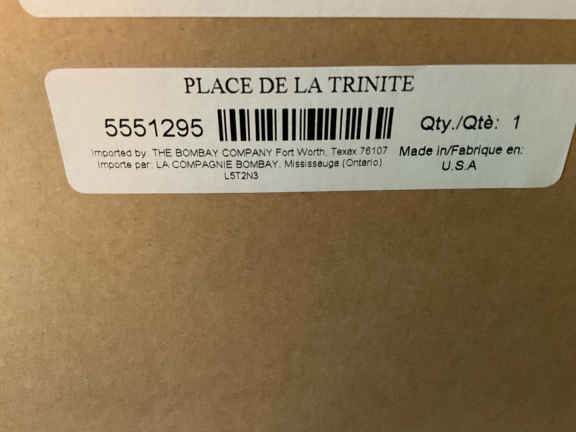 PLACE DE LA TRINITE
5551295
Qty./Qtè: 1
Imported by: THE BOMBAY COMPANY Fort Worth, Texax 76107
Importe par: LA COMPAGNIE BOMBAY, Mississauga (Ontario)
L5T2N3
Made in/Fabrique en:
U.S.A